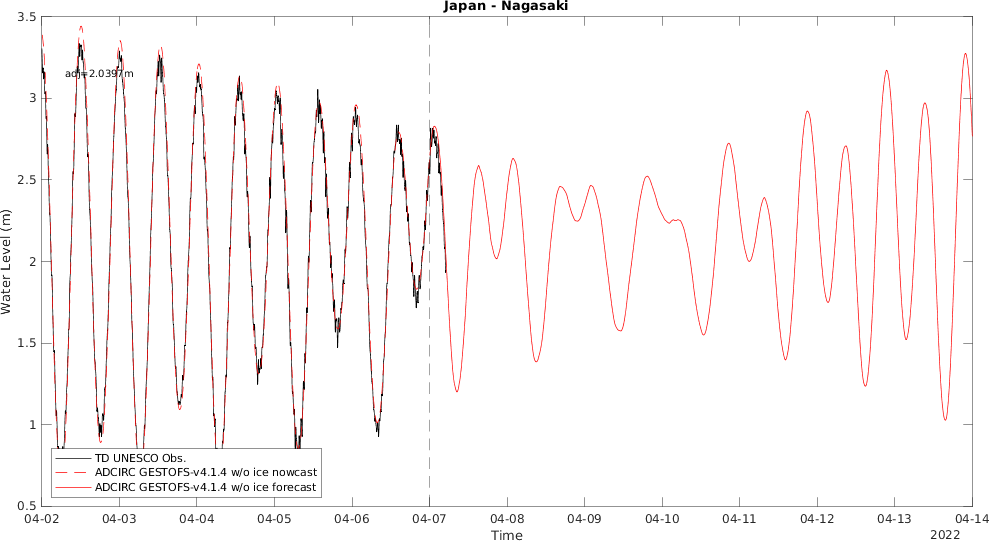 Japan - Nagasaki
3.5
3
2.5
2
1.5
1
0.5
Water Level (m)
adj=2.0397m
TD UNESCO Obs.
ADCIRC GESTOFS-v4.1.4 w/o ice nowcast
ADCIRC GESTOFS-v4.1.4 w/o ice forecast
04-02 04-03 04-04 04-05 04-06 04-07 04-08 04-09 04-10 04-11 04-12 04-13 04-14
Time
2022